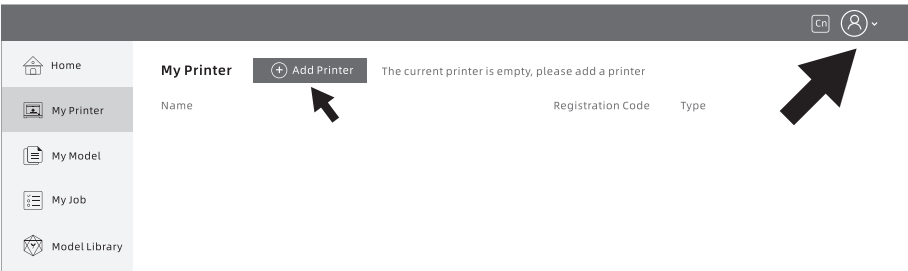 Cn
Home
My Printer
My Model
My Job
Model Library
My Printer
Add Printer
The current printer is empty, please add a printer
Name
Registration Code
Type